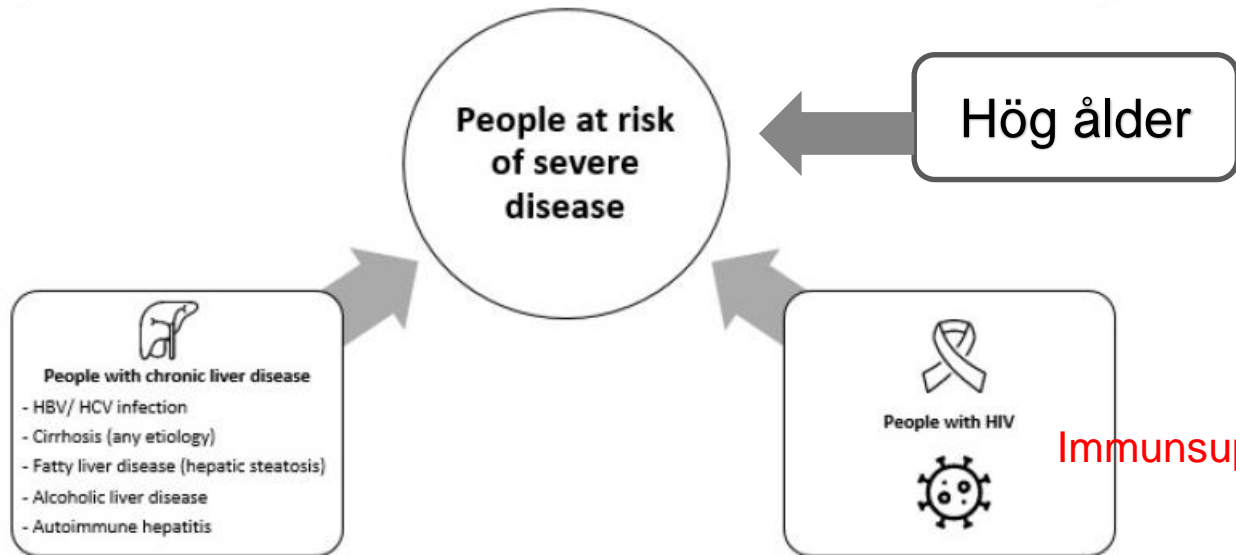 People at risk
of severe
disease
Hög ålder
People with chronic liver disease
- HBV/ HCV infection
- Cirrhosis (any etiology)
- Fatty liver disease (hepatic steatosis)
- Alcoholic liver disease
- Autoimmune hepatitis
People with HIV